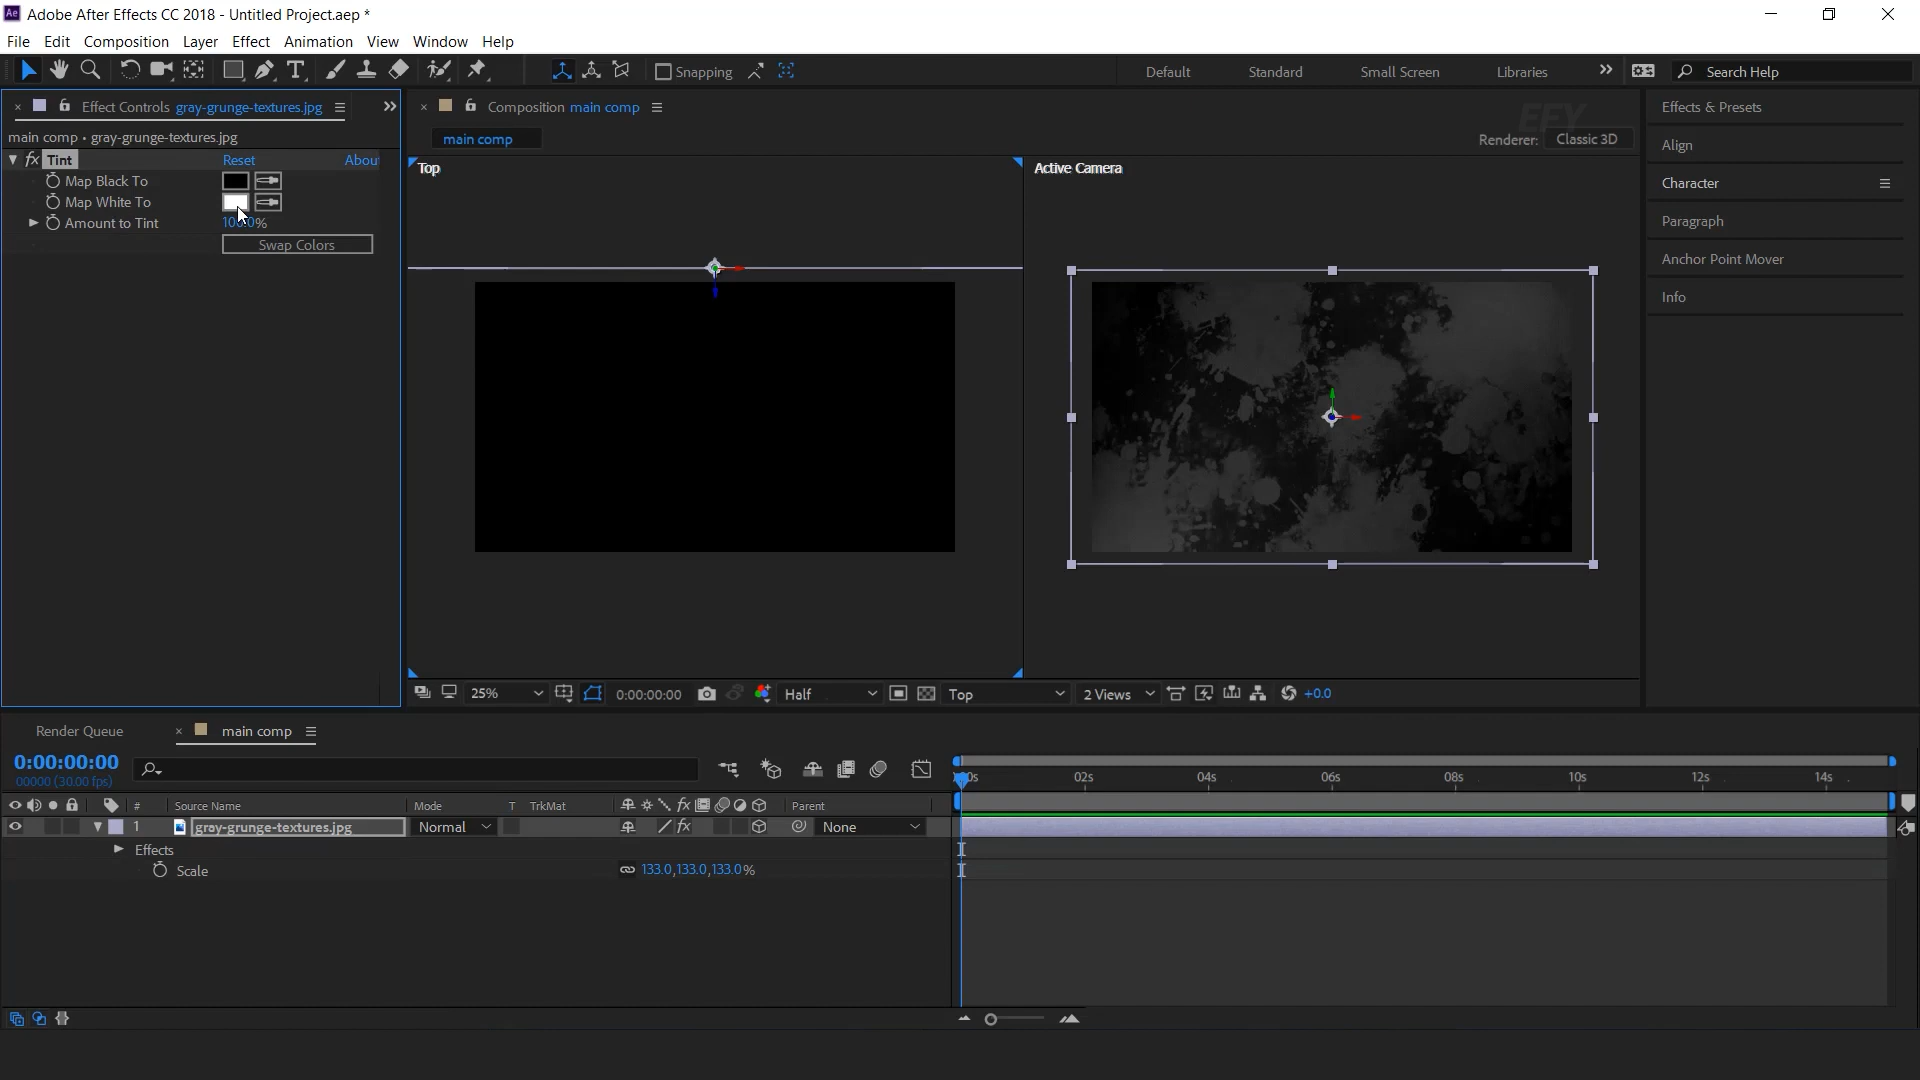 Ae Adobe After Effects CC 2018 - Untitled Project.aep *
File Edit Composition Layer Effect Animation View Window Help
Snapping
Default Standard Small Screen Libraries
Search Help
Effect Controls gray-grunge-textures.jpg
main comp • gray-grunge-textures.jpg
fx Tint Reset Abou
Map Black To
Map White To
Amount to Tint %
Swap Colors
Composition main comp
main comp
EFY
Renderer: Classic 3D
Top
Active Camera
Effects & Presets
Align
Character
Paragraph
Anchor Point Mover
Info
25% 0:00:00:00 Half Top 2 Views +0.0
Render Queue
main comp
0:00:00:00
00000 (30.00 fps)
02s 04s 06s 08s 10s 12s 14s
# Source Name Mode T TrkMat fx Parent
1 gray-grunge-textures.jpg Normal fx None
Effects
Scale 133.0,133.0,133.0%